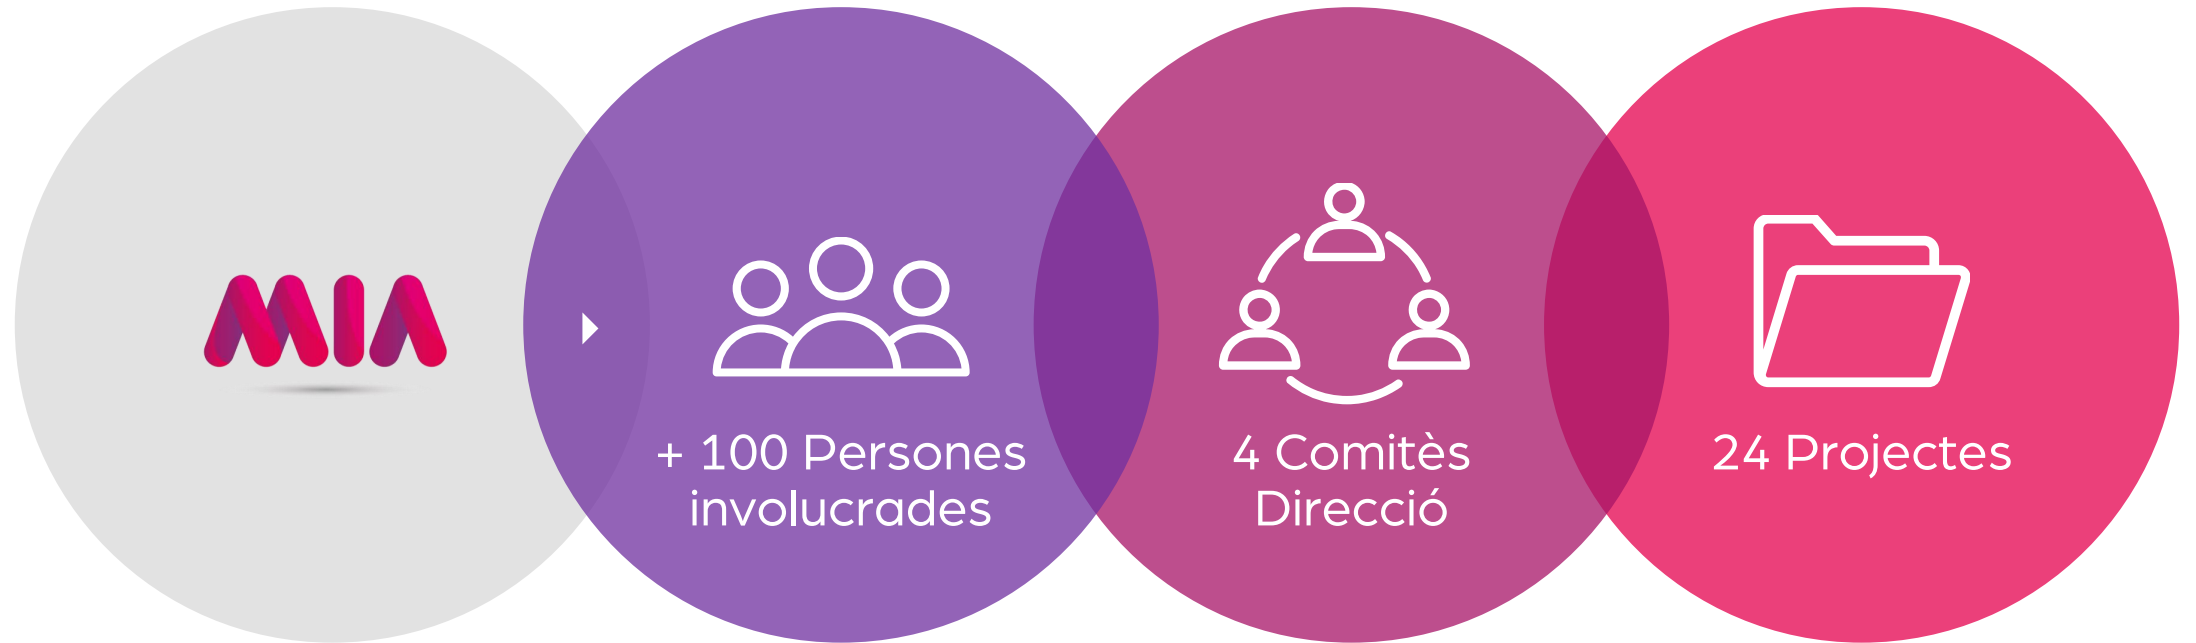 MIA
+ 100 Persones
involucrades
4 Comitès
Direcció
24 Projectes